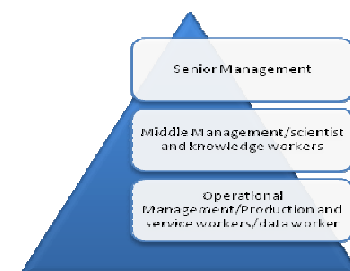 Senior Management
Middle Management/scientist
and knowledge workers
Operational
Management/Production and
service workers/data worker